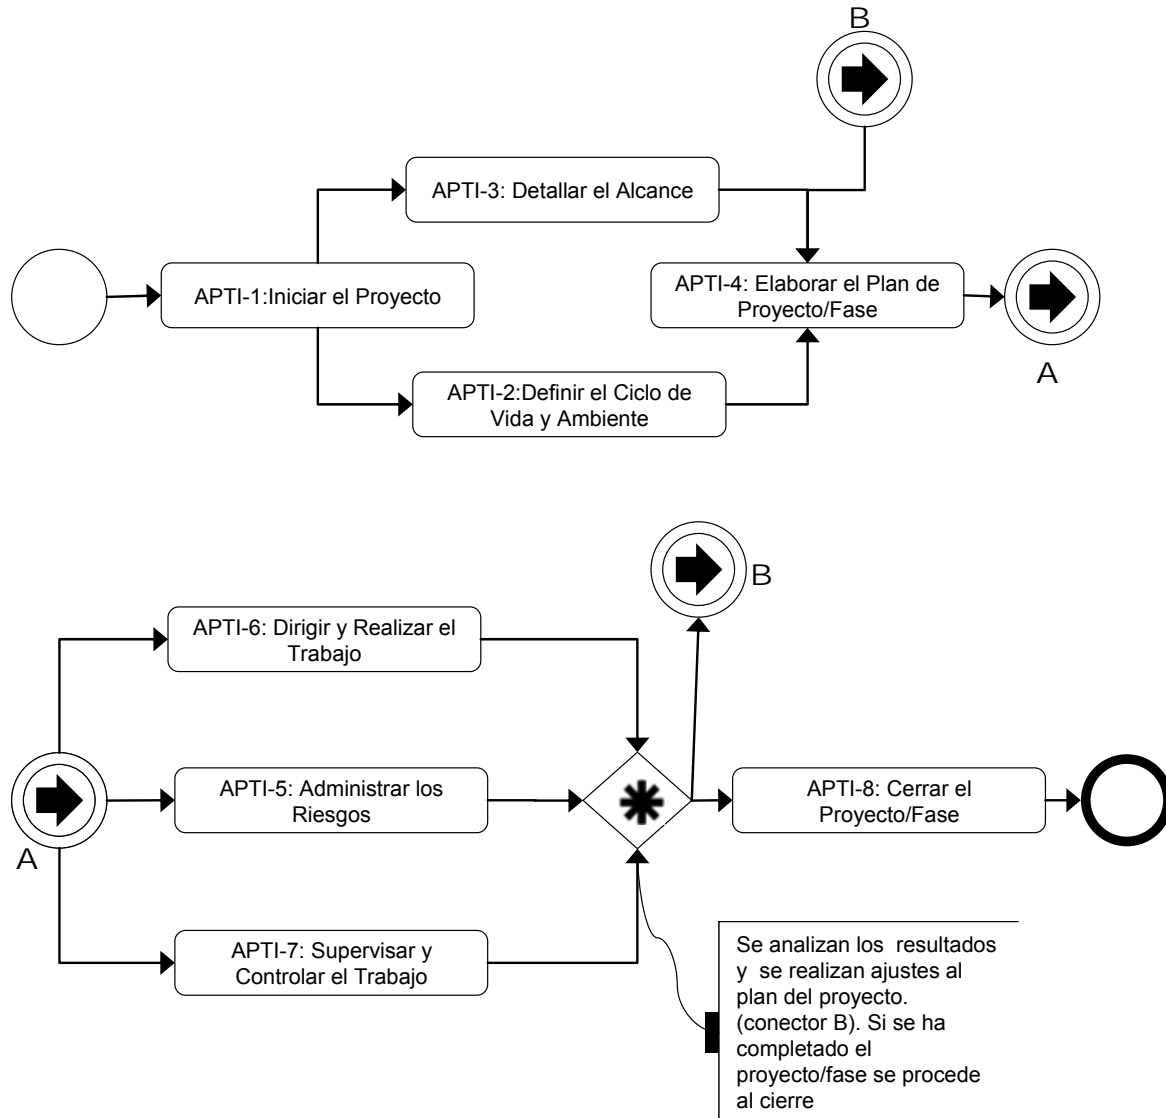 B
APTI-3: Detallar el Alcance
APTI-1:Iniciar el Proyecto
APTI-4: Elaborar el Plan de
Proyecto/Fase
A
APTI-2:Definir el Ciclo de
Vida y Ambiente
B
APTI-6: Dirigir y Realizar el
Trabajo
APTI-5: Administrar los
Riesgos
APTI-8: Cerrar el
Proyecto/Fase
A
APTI-7: Supervisar y
Controlar el Trabajo
Se analizan los resultados
y se realizan ajustes al
plan del proyecto.
(conector B). Si se ha
completado el
proyecto/fase se procede
al cierre